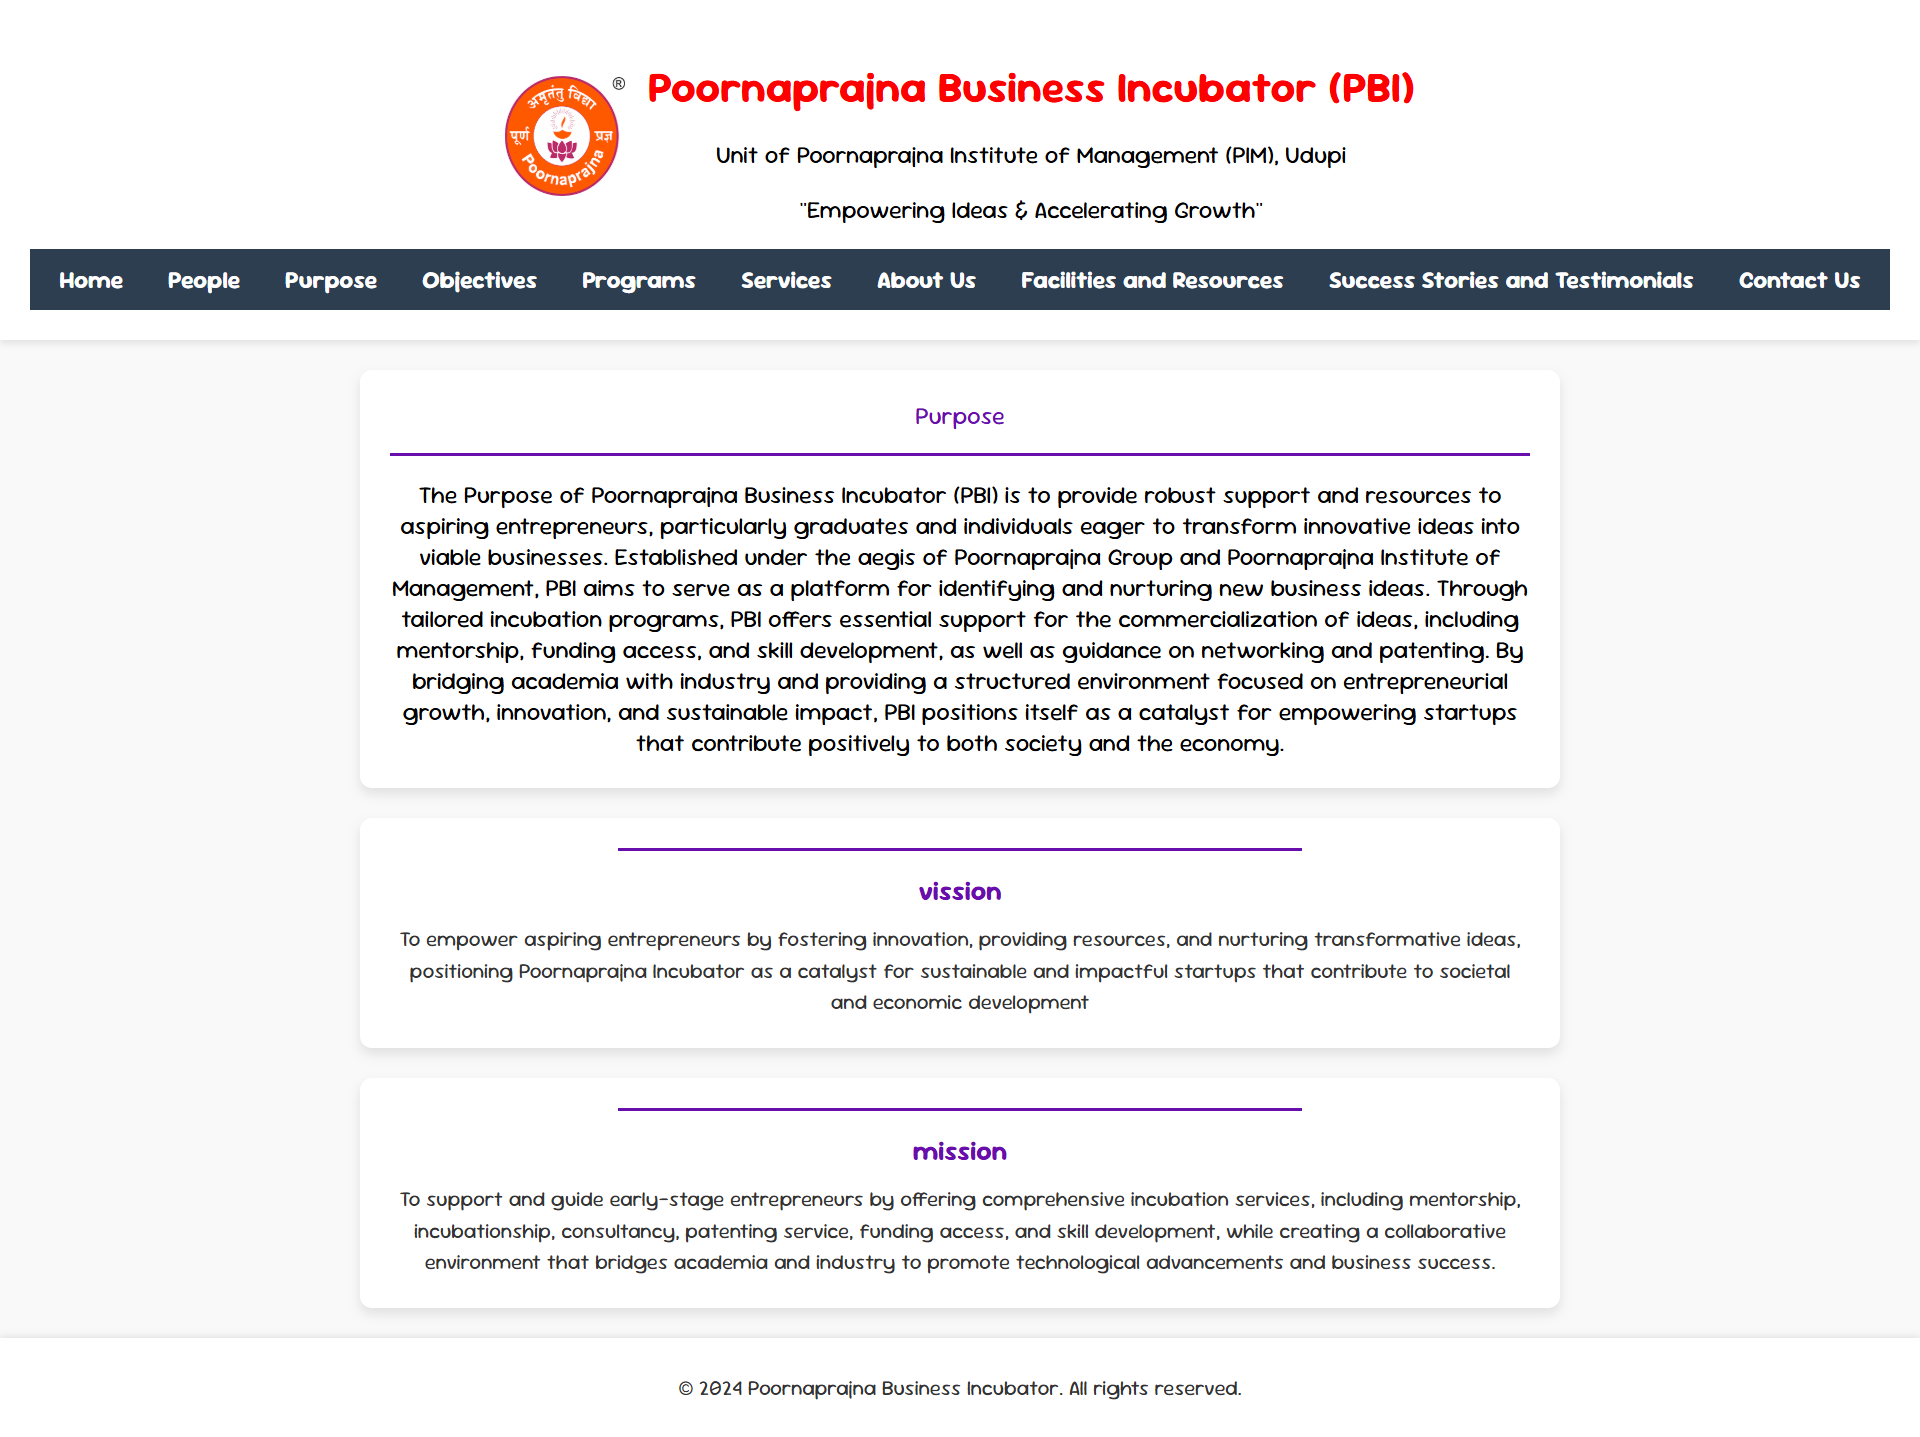 अमृतंतु विद्या
पूर्ण
प्रज्ञ
Poornaprajna
®
Poornaprajna Business Incubator (PBI)
Unit of Poornaprajna Institute of Management (PIM), Udupi
"Empowering Ideas & Accelerating Growth"
Home People Purpose Objectives Programs Services About Us Facilities and Resources Success Stories and Testimonials Contact Us
Purpose
The Purpose of Poornaprajna Business Incubator (PBI) is to provide robust support and resources to
aspiring entrepreneurs, particularly graduates and individuals eager to transform innovative ideas into
viable businesses. Established under the aegis of Poornaprajna Group and Poornaprajna Institute of
Management, PBI aims to serve as a platform for identifying and nurturing new business ideas. Through
tailored incubation programs, PBI offers essential support for the commercialization of ideas, including
mentorship, funding access, and skill development, as well as guidance on networking and patenting. By
bridging academia with industry and providing a structured environment focused on entrepreneurial
growth, innovation, and sustainable impact, PBI positions itself as a catalyst for empowering startups
that contribute positively to both society and the economy.
vission
To empower aspiring entrepreneurs by fostering innovation, providing resources, and nurturing transformative ideas,
positioning Poornaprajna Incubator as a catalyst for sustainable and impactful startups that contribute to societal
and economic development
mission
To support and guide early-stage entrepreneurs by offering comprehensive incubation services, including mentorship,
incubationship, consultancy, patenting service, funding access, and skill development, while creating a collaborative
environment that bridges academia and industry to promote technological advancements and business success.
© 2024 Poornaprajna Business Incubator. All rights reserved.